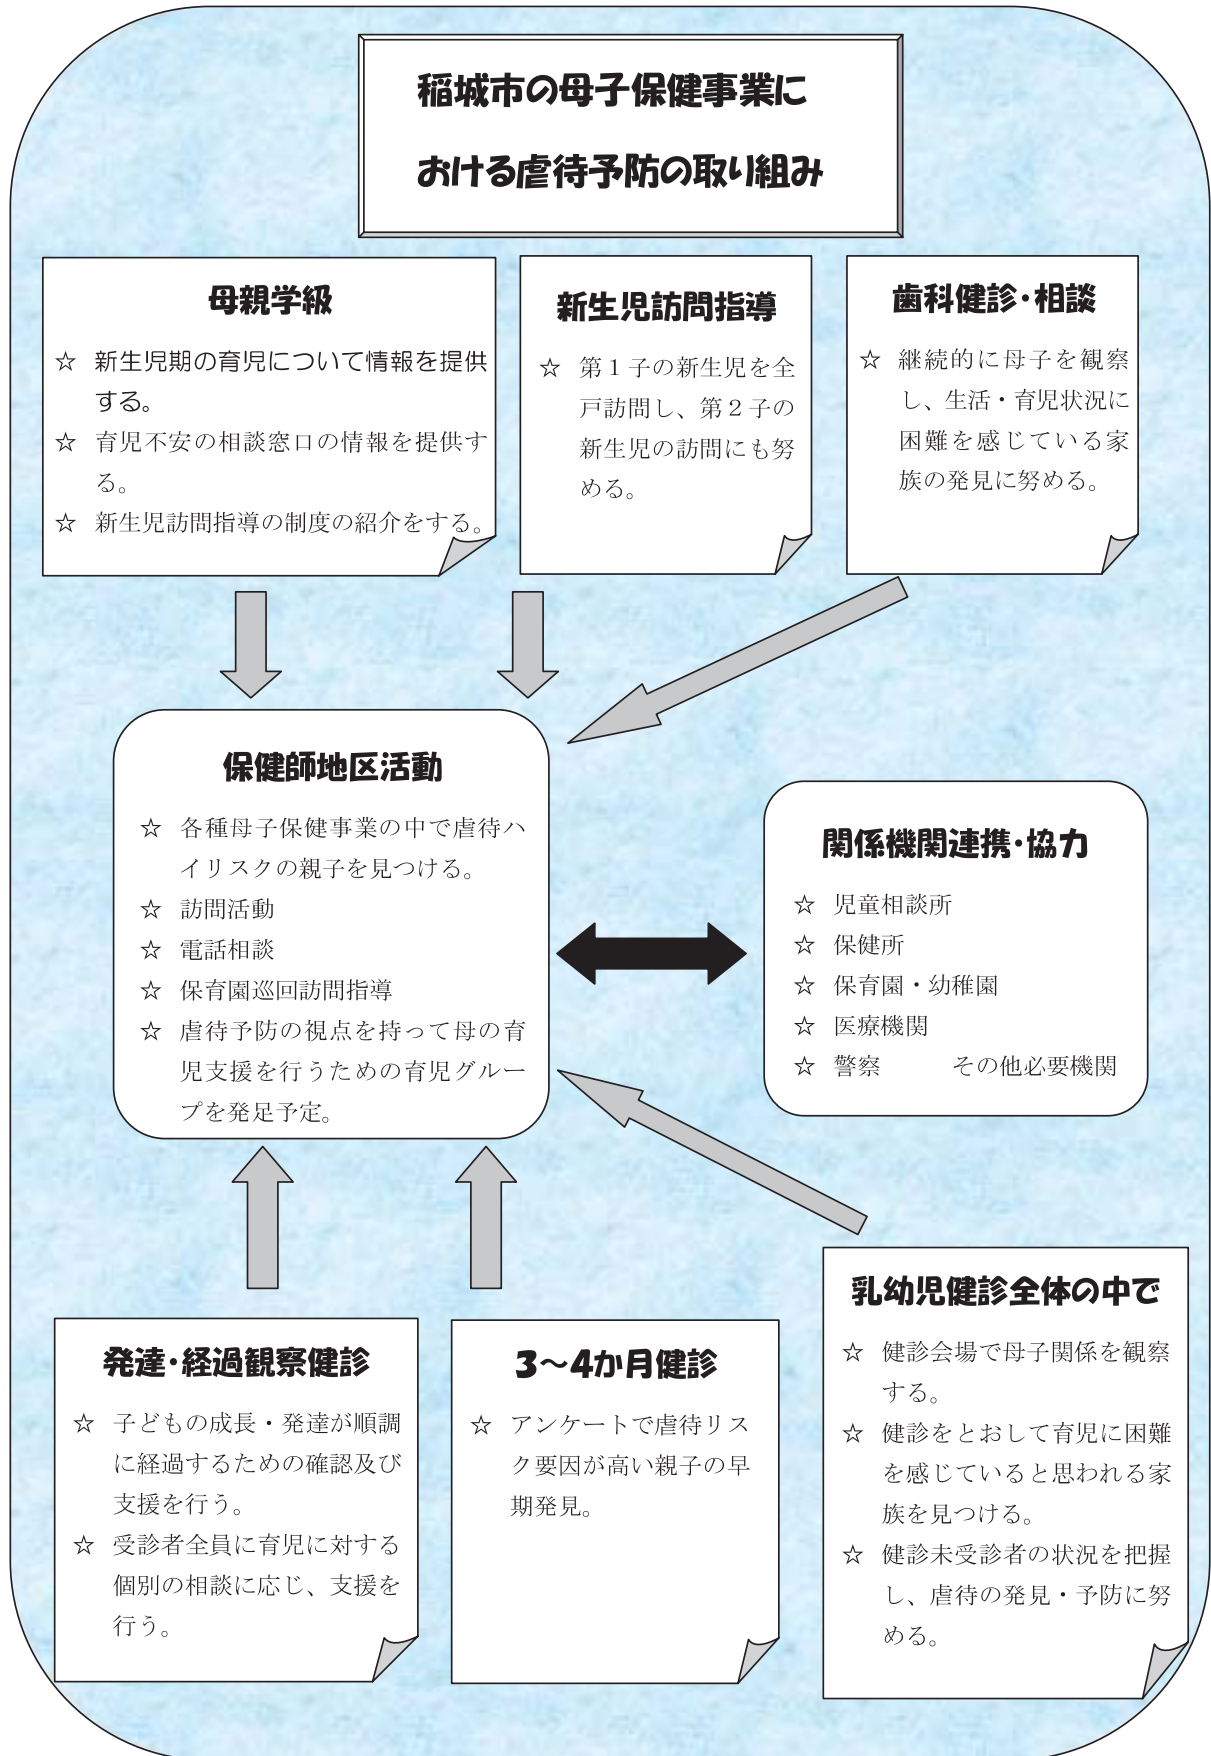 稲城市の母子保健事業に
おける虐待予防の取り組み
母親学級
☆ 新生児期の育児について情報を提供
する。
☆ 育児不安の相談窓口の情報を提供す
る。
☆ 新生児訪問指導の制度の紹介をする。
新生児訪問指導
☆ 第１子の新生児を全
戸訪問し、第２子の
新生児の訪問にも努
める。
歯科健診・相談
☆ 継続的に母子を観察
し、生活・育児状況に
困難を感じている家
族の発見に努める。
保健師地区活動
☆ 各種母子保健事業の中で虐待ハ
イリスクの親子を見つける。
☆ 訪問活動
☆ 電話相談
☆ 保育園巡回訪問指導
☆ 虐待予防の視点を持って母の育
児支援を行うための育児グルー
プを発足予定。
関係機関連携・協力
☆ 児童相談所
☆ 保健所
☆ 保育園・幼稚園
☆ 医療機関
☆ 警察　　　その他必要機関
発達・経過観察健診
☆ 子どもの成長・発達が順調
に経過するための確認及び
支援を行う。
☆ 受診者全員に育児に対する
個別の相談に応じ、支援を
行う。
3～4か月健診
☆ アンケートで虐待リス
ク要因が高い親子の早
期発見。
乳幼児健診全体の中で
☆ 健診会場で母子関係を観察
する。
☆ 健診をとおして育児に困難
を感じていると思われる家
族を見つける。
☆ 健診未受診者の状況を把握
し、虐待の発見・予防に努
める。